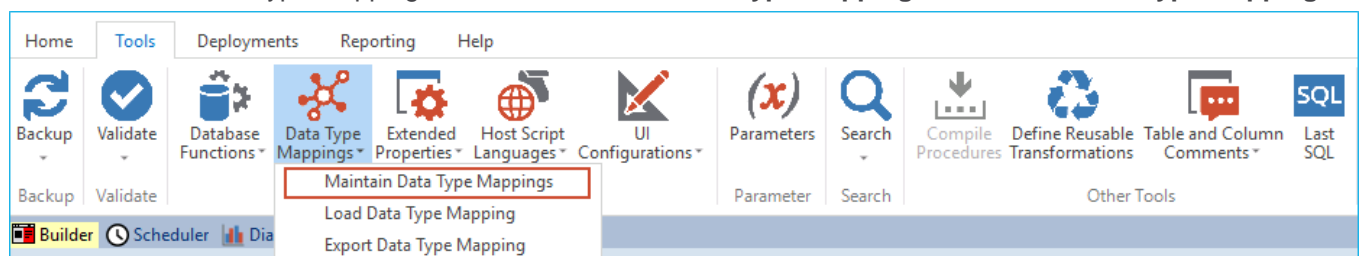 Home Tools Deployments Reporting Help
(x) SQL
Backup Validate Database Functions Data Type Mappings Extended Properties Host Script Languages UI Configurations Parameters Search Compile Procedures Define Reusable Transformations Table and Column Comments Last SQL
Backup Validate Parameter Search Other Tools
Maintain Data Type Mappings
Load Data Type Mapping
Export Data Type Mapping
Builder Scheduler Dia